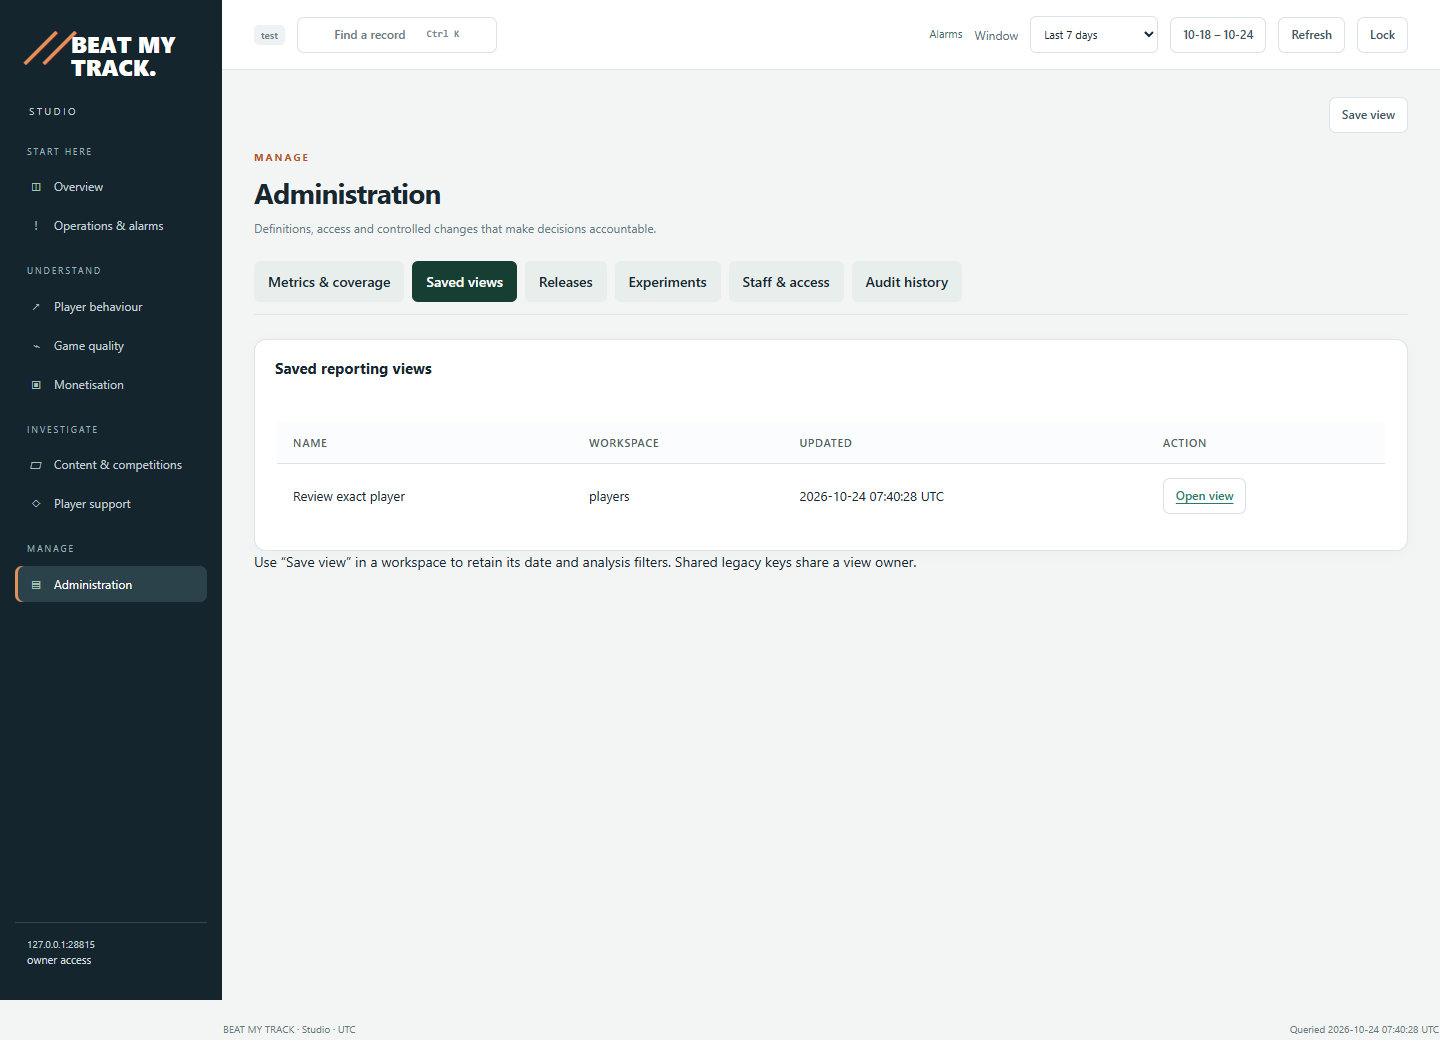 BEAT MY
TRACK.
STUDIO
START HERE
Overview
! Operations & alarms
UNDERSTAND
Player behaviour
Game quality
Monetisation
INVESTIGATE
Content & competitions
Player support
MANAGE
Administration
127.0.0.1:28815
owner access
test
Find a record Ctrl K
Alarms Window Last 7 days 10-18 – 10-24 Refresh Lock
Save view
MANAGE
Administration
Definitions, access and controlled changes that make decisions accountable.
Metrics & coverage Saved views Releases Experiments Staff & access Audit history
Saved reporting views
NAME WORKSPACE UPDATED ACTION
Review exact player players 2026-10-24 07:40:28 UTC Open view
Use “Save view” in a workspace to retain its date and analysis filters. Shared legacy keys share a view owner.
BEAT MY TRACK · Studio · UTC
Queried 2026-10-24 07:40:28 UTC